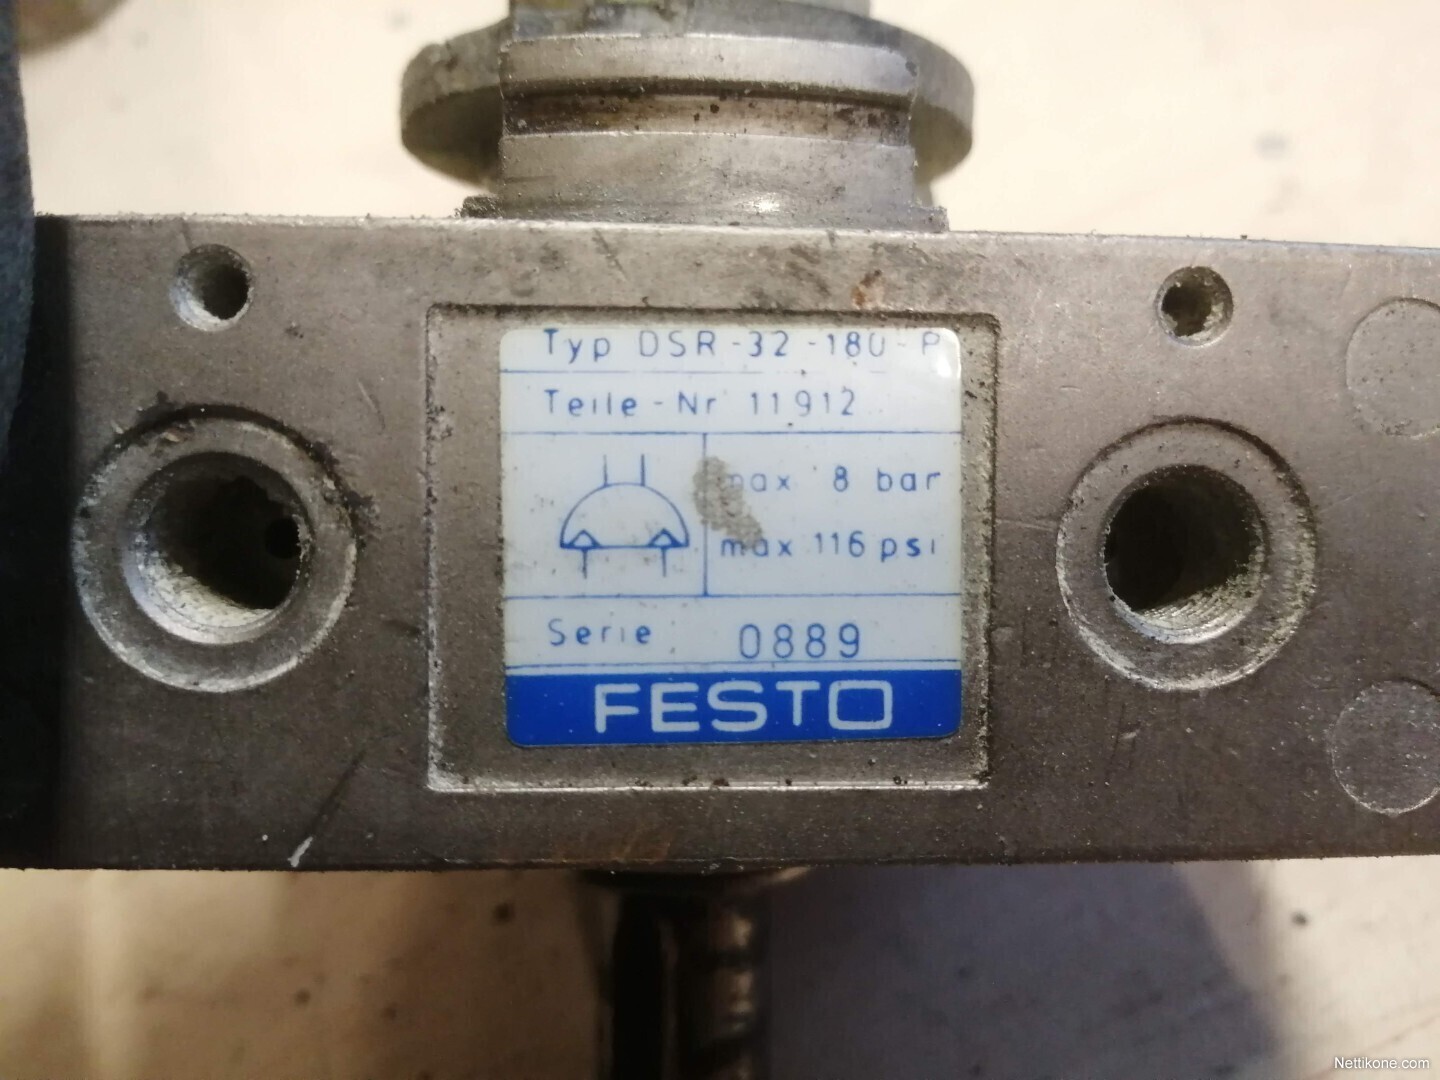 Typ DSR-32-180-P
Teile-Nr 11912
max 8 bar
max 116 psi
Serie 0889
FESTO
Nettikone.com